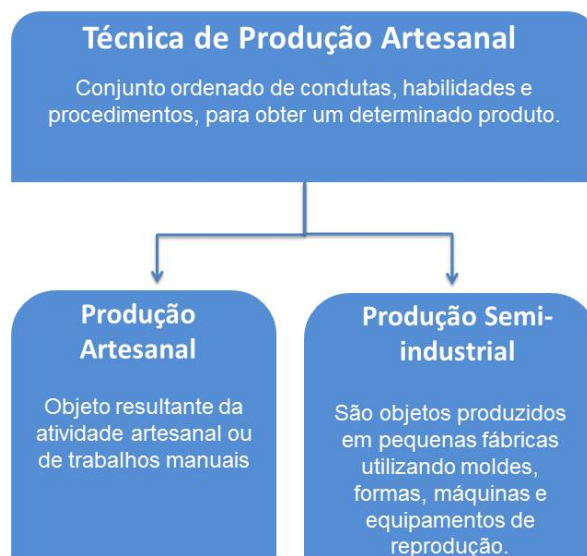 Técnica de Produção Artesanal
Conjunto ordenado de condutas, habilidades e
procedimentos, para obter um determinado produto.
Produção
Artesanal
Objeto resultante da
atividade artesanal ou
de trabalhos manuais
Produção Semi-
industrial
São objetos produzidos
em pequenas fábricas
utilizando moldes,
formas, máquinas e
equipamentos de
reprodução.